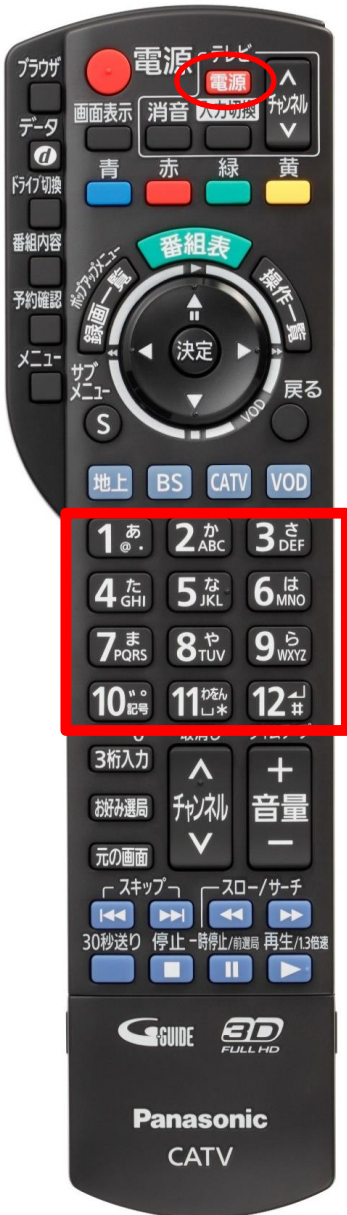 ブラウザ
電源
テレビ
電源
チャンネル
データ
d
画面表示
消音
入力切換
ドライブ切換
青
赤
緑
黄
番組内容
番組表
予約確認
ポップアップメニュー
録画一覧
操作一覧
メニュー
決定
サブ
メニュー
S
戻る
VOD
地上
BS
CATV
VOD
1 あ @.
2 か ABC
3 さ DEF
4 た GHI
5 な JKL
6 は MNO
7 ま PQRS
8 や TUV
9 ら WXYZ
10 ゛゜ 記号
11 わをん ␣*
12 ⏎ #
3桁入力
チャンネル
+
音量
−
お好み選局
元の画面
スキップ
スロー/サーチ
30秒送り
停止
一時停止/前選局
再生/1.3倍速
G-GUIDE
3D
FULL HD
Panasonic
CATV